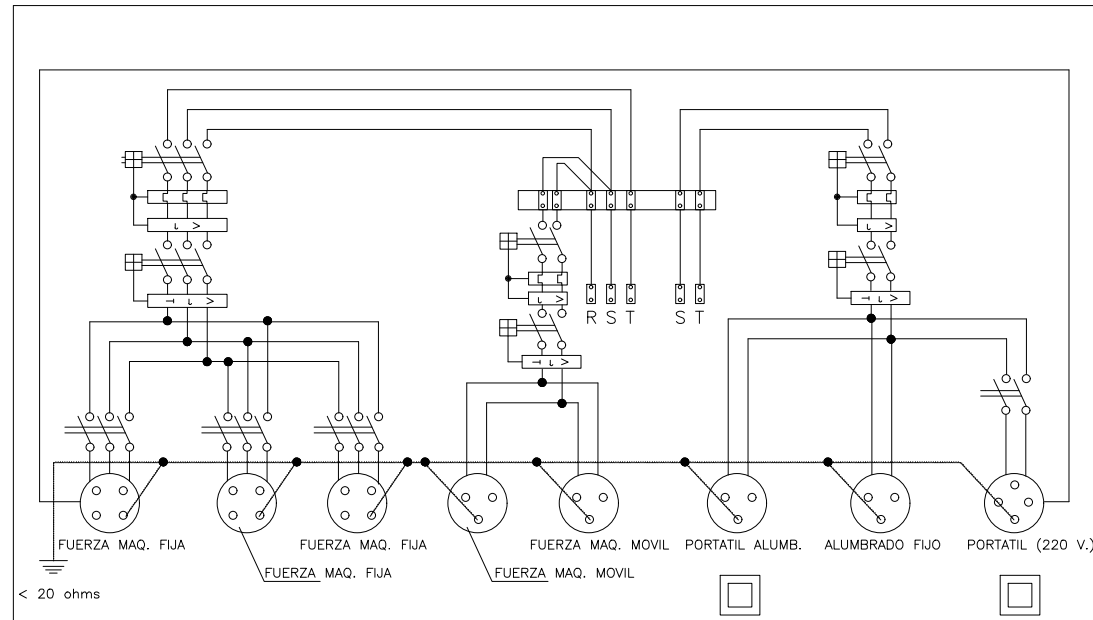 R S T S T
FUERZA MAQ. FIJA
FUERZA MAQ. FIJA
FUERZA MAQ. MOVIL
PORTATIL ALUMB.
ALUMBRADO FIJO
PORTATIL (220 V.)
FUERZA MAQ. FIJA
FUERZA MAQ. MOVIL
< 20 ohms